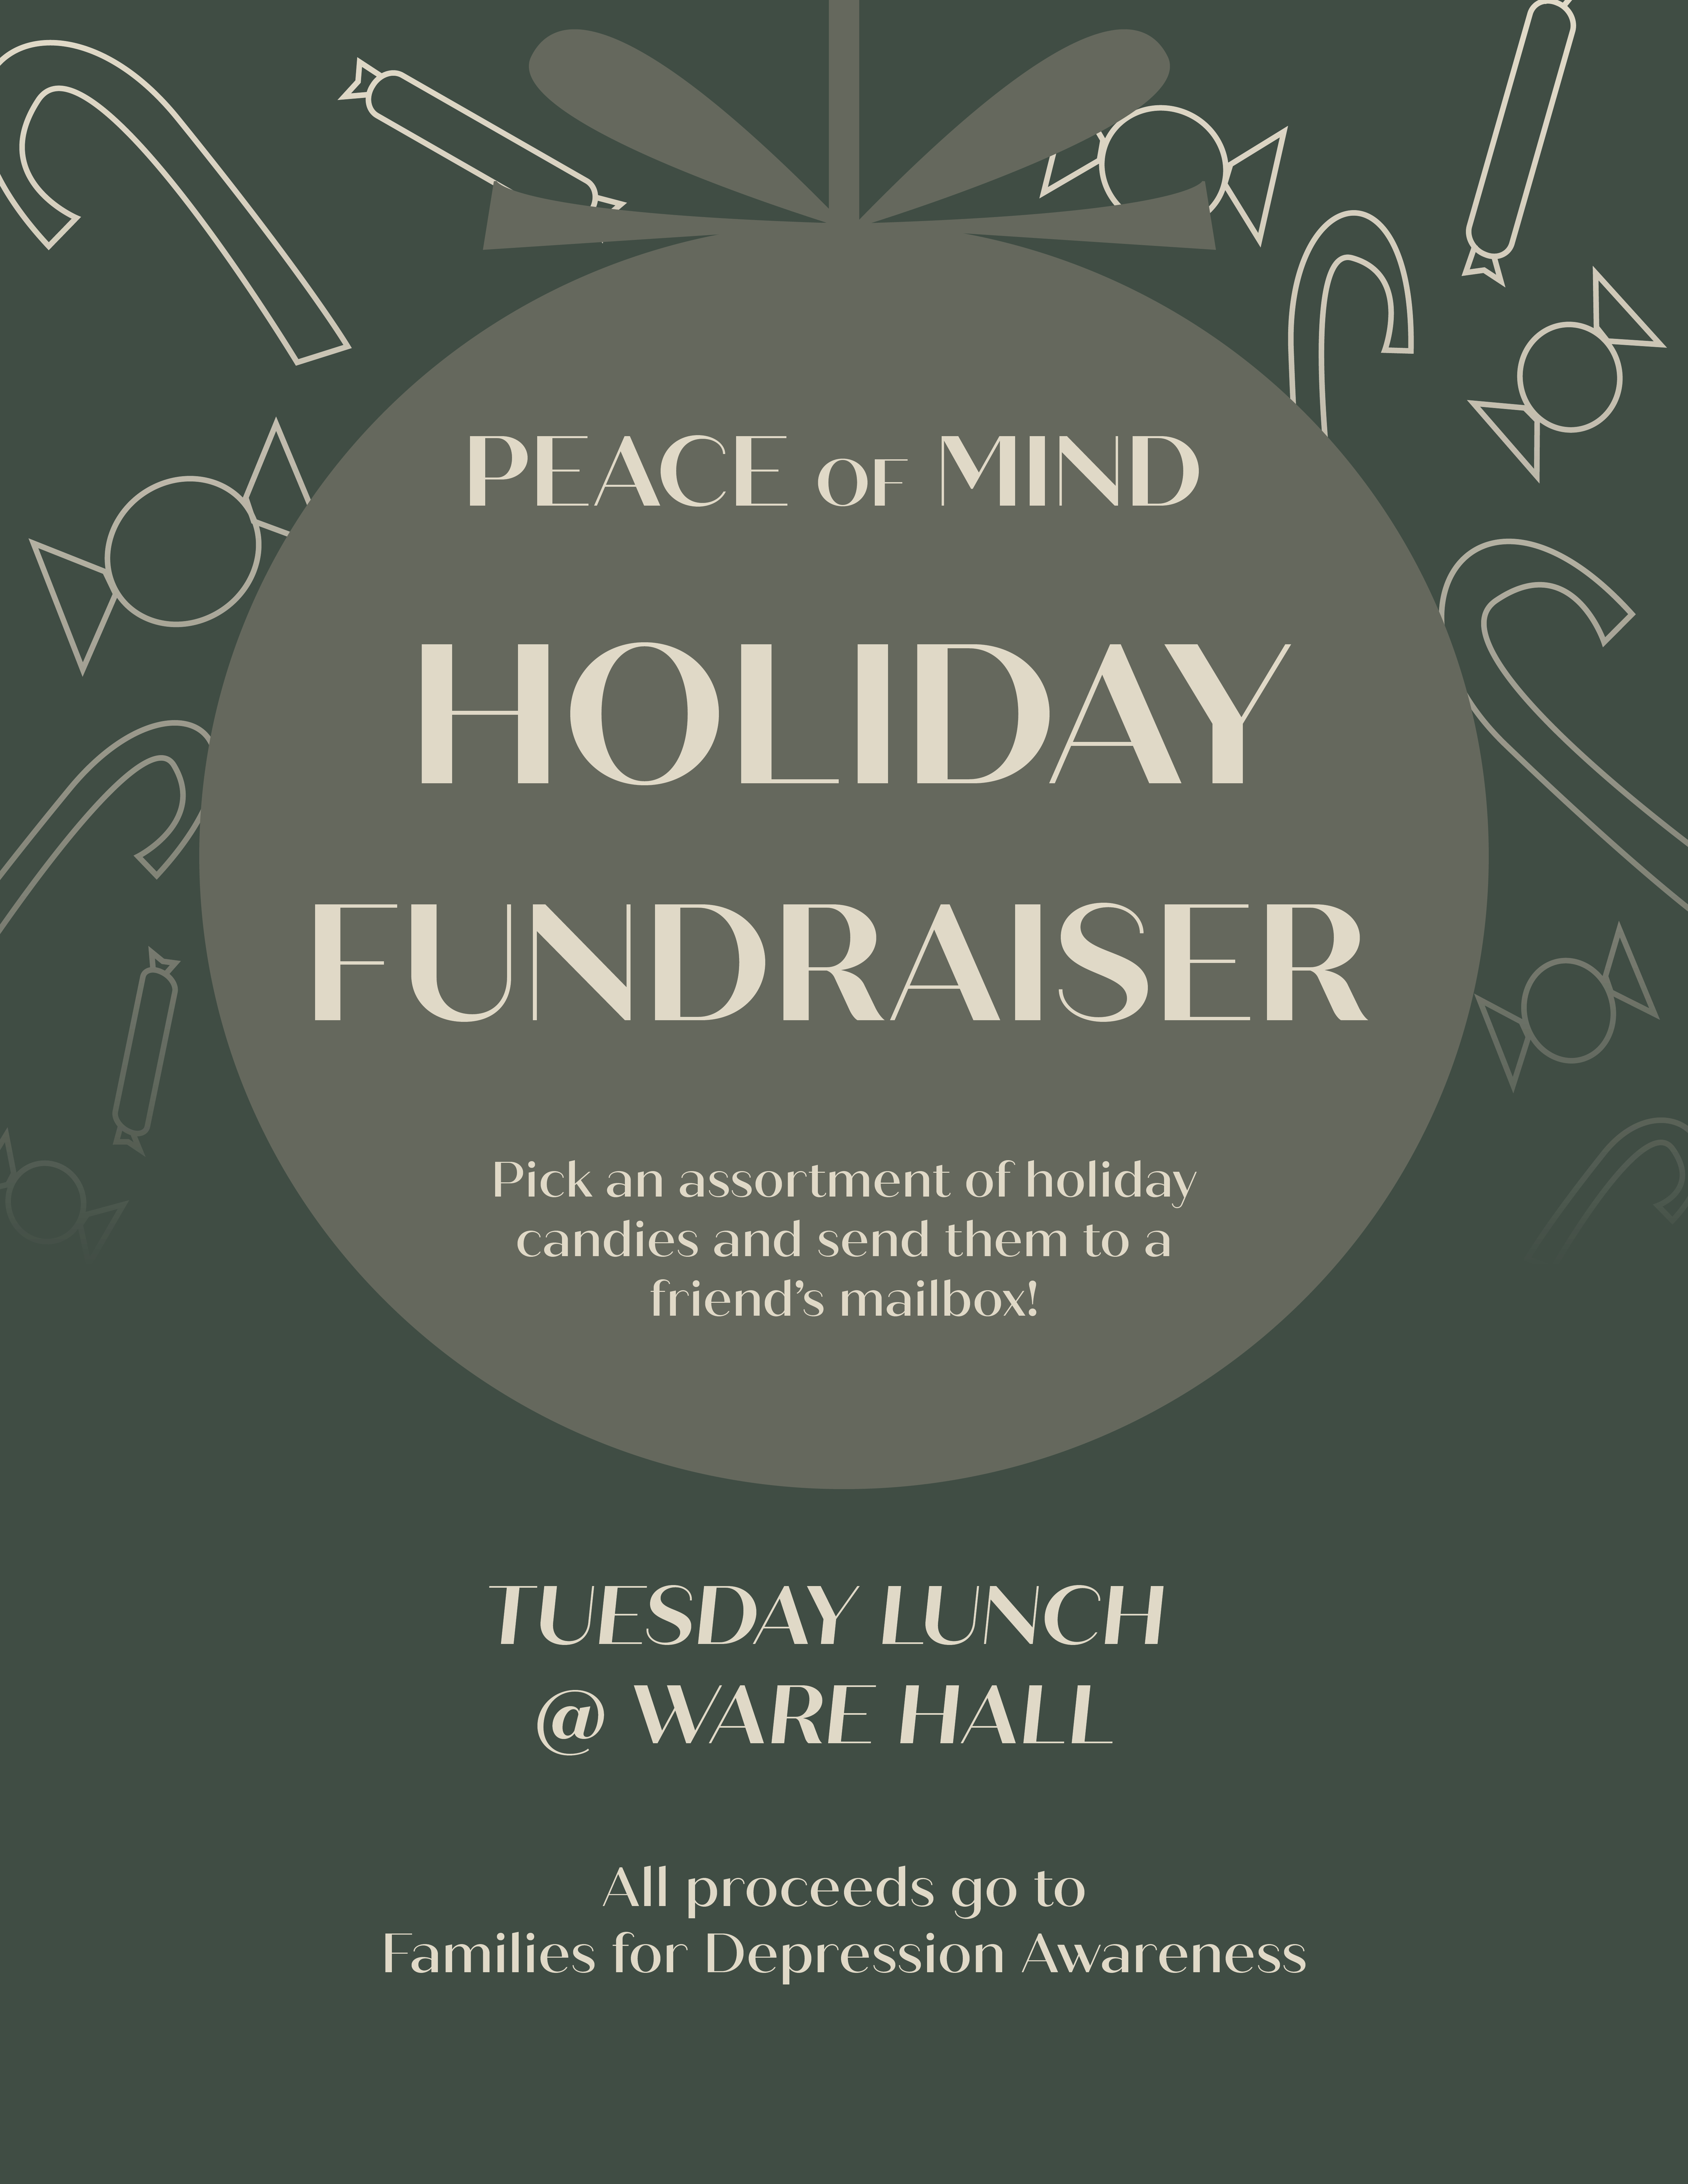 PEACE OF MIND
HOLIDAY
FUNDRAISER
Pick an assortment of holiday
candies and send them to a
friend’s mailbox!
TUESDAY LUNCH
@ WARE HALL
All proceeds go to
Families for Depression Awareness